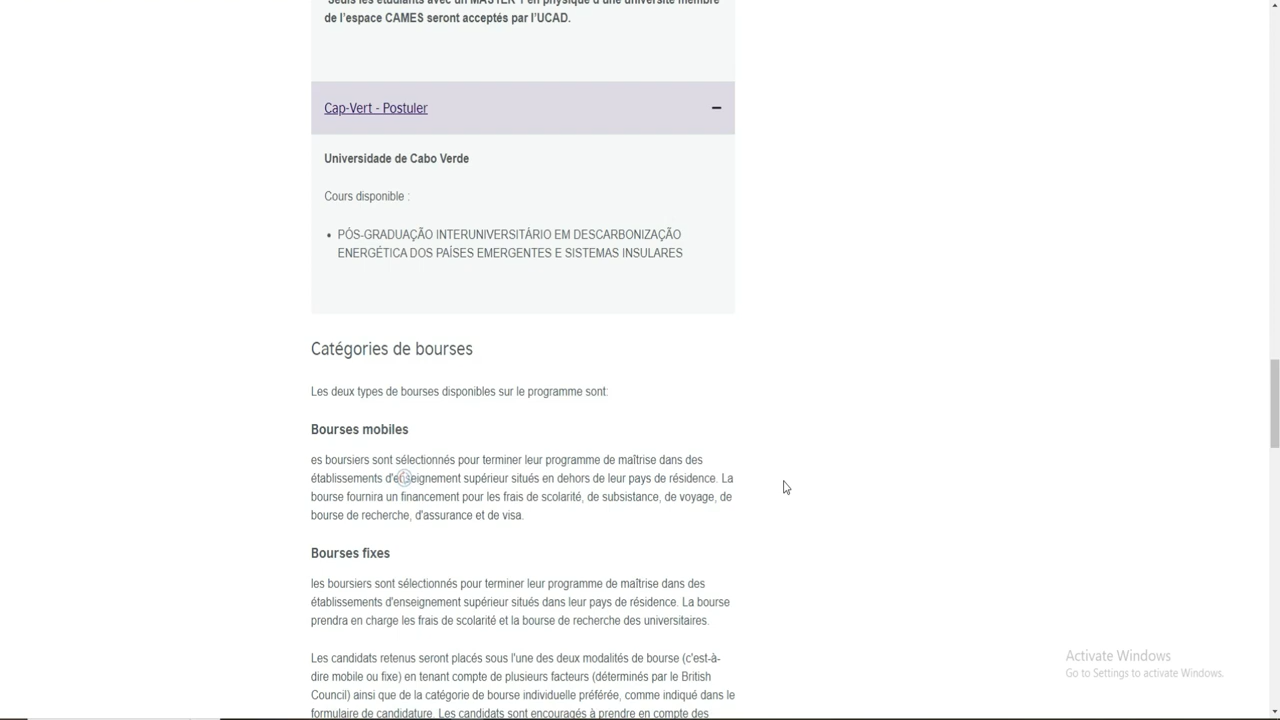 "Seuls les étudiants avec un MASTER 1 en physique d'une université membre
de l'espace CAMES seront acceptés par l'UCAD.
Cap-Vert - Postuler
Universidade de Cabo Verde
Cours disponible :
• PÓS-GRADUAÇÃO INTERUNIVERSITÁRIO EM DESCARBONIZAÇÃO
ENERGÉTICA DOS PAÍSES EMERGENTES E SISTEMAS INSULARES
Catégories de bourses
Les deux types de bourses disponibles sur le programme sont:
Bourses mobiles
es boursiers sont sélectionnés pour terminer leur programme de maîtrise dans des
établissements d'enseignement supérieur situés en dehors de leur pays de résidence. La
bourse fournira un financement pour les frais de scolarité, de subsistance, de voyage, de
bourse de recherche, d'assurance et de visa.
Bourses fixes
les boursiers sont sélectionnés pour terminer leur programme de maîtrise dans des
établissements d'enseignement supérieur situés dans leur pays de résidence. La bourse
prendra en charge les frais de scolarité et la bourse de recherche des universitaires.
Les candidats retenus seront placés sous l'une des deux modalités de bourse (c'est-à-
dire mobile ou fixe) en tenant compte de plusieurs facteurs (déterminés par le British
Council) ainsi que de la catégorie de bourse individuelle préférée, comme indiqué dans le
formulaire de candidature. Les candidats sont encouragés à prendre en compte des
Activate Windows
Go to Settings to activate Windows.